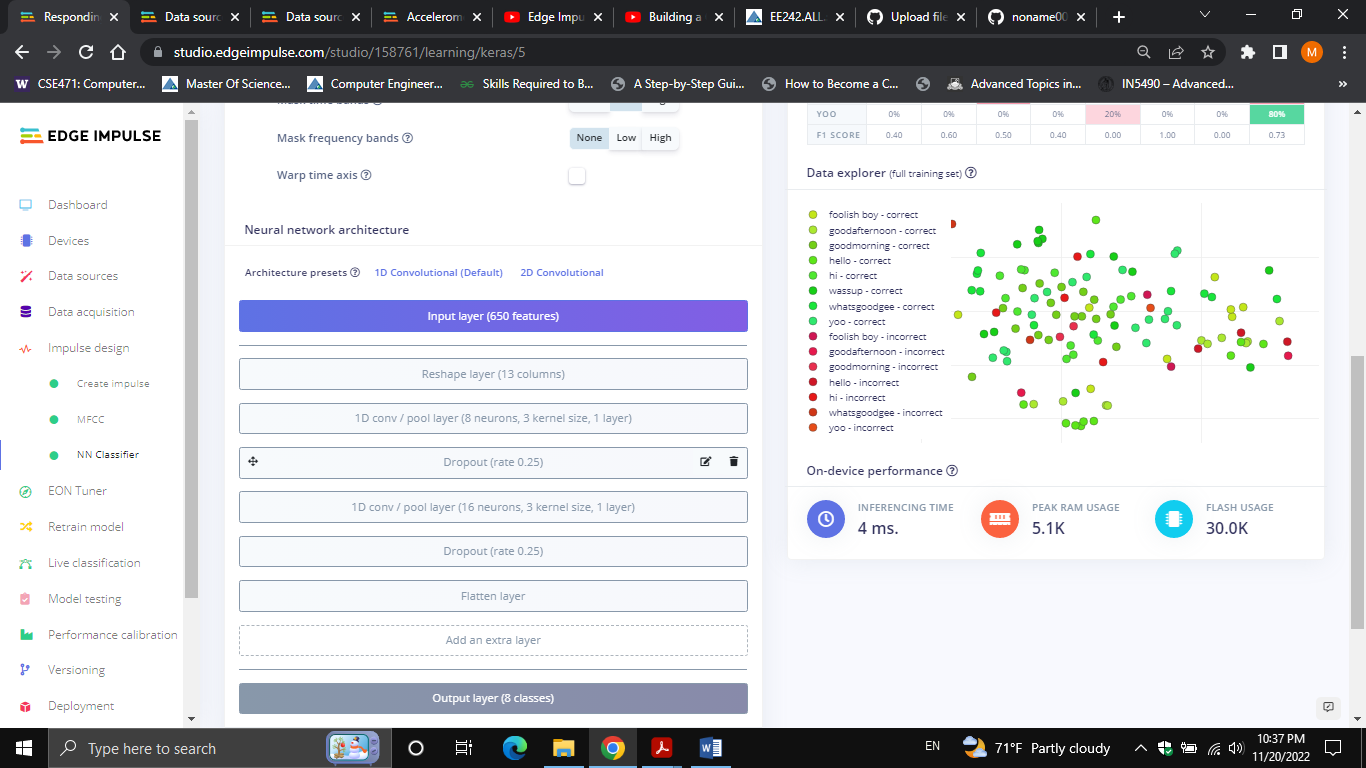 Respondin
Data sourc
Data sourc
Accelerom
Edge Impu
Building a
EE242.ALL
Upload file
noname00
studio.edgeimpulse.com/studio/158761/learning/keras/5
M
CSE471: Computer...
Master Of Science...
Computer Engineer...
Skills Required to B...
A Step-by-Step Gui...
How to Become a C...
Advanced Topics in...
IN5490 – Advanced...
EDGE IMPULSE
Dashboard
Devices
Data sources
Data acquisition
Impulse design
Create impulse
MFCC
NN Classifier
EON Tuner
Retrain model
Live classification
Model testing
Performance calibration
Versioning
Deployment
Mask frequency bands
None Low High
Warp time axis
Neural network architecture
Architecture presets 1D Convolutional (Default) 2D Convolutional
Input layer (650 features)
Reshape layer (13 columns)
1D conv / pool layer (8 neurons, 3 kernel size, 1 layer)
Dropout (rate 0.25)
1D conv / pool layer (16 neurons, 3 kernel size, 1 layer)
Dropout (rate 0.25)
Flatten layer
Add an extra layer
Output layer (8 classes)
YOO 0% 0% 0% 0% 20% 0% 0% 80%
F1 SCORE 0.40 0.60 0.50 0.40 0.00 1.00 0.00 0.73
Data explorer (full training set)
foolish boy - correct
goodafternoon - correct
goodmorning - correct
hello - correct
hi - correct
wassup - correct
whatsgoodgee - correct
yoo - correct
foolish boy - incorrect
goodafternoon - incorrect
goodmorning - incorrect
hello - incorrect
hi - incorrect
whatsgoodgee - incorrect
yoo - incorrect
On-device performance
INFERENCING TIME
4 ms.
PEAK RAM USAGE
5.1K
FLASH USAGE
30.0K
Type here to search
EN
71°F Partly cloudy
10:37 PM
11/20/2022